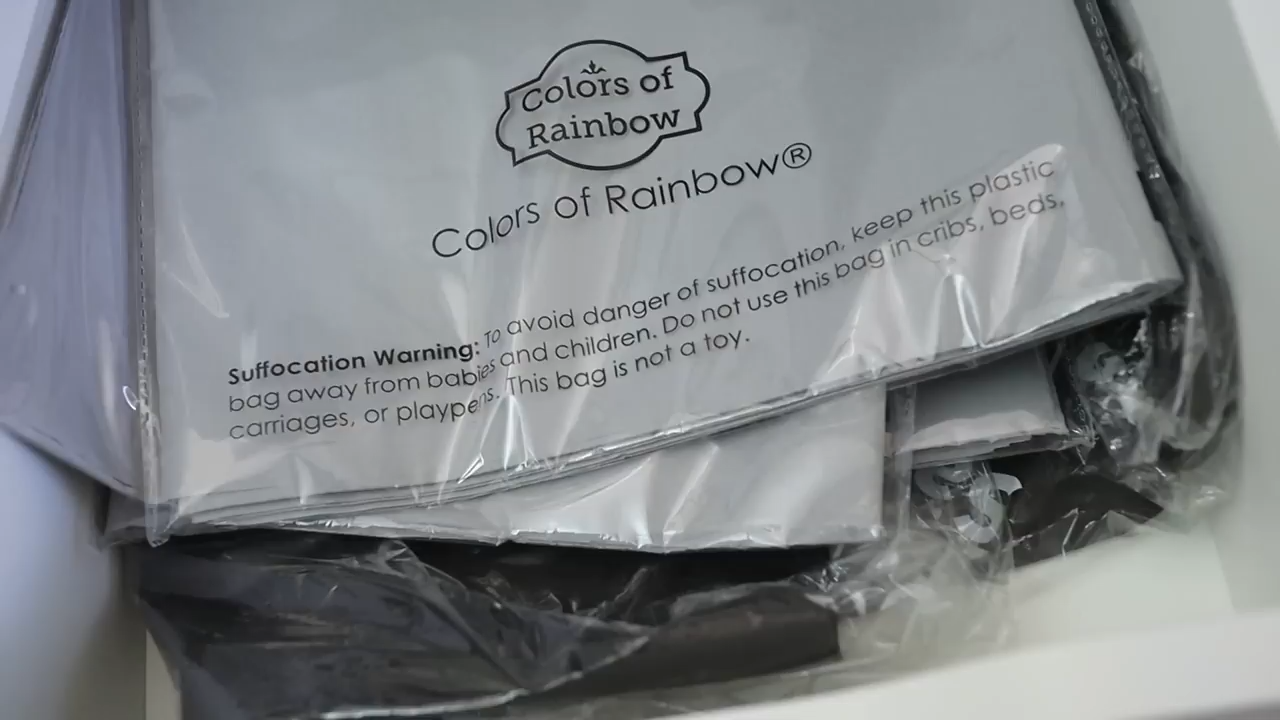 Colors of
Rainbow
Colors of Rainbow®
Suffocation Warning: To avoid danger of suffocation, keep this plastic
bag away from babies and children. Do not use this bag in cribs, beds,
carriages, or playpens. This bag is not a toy.